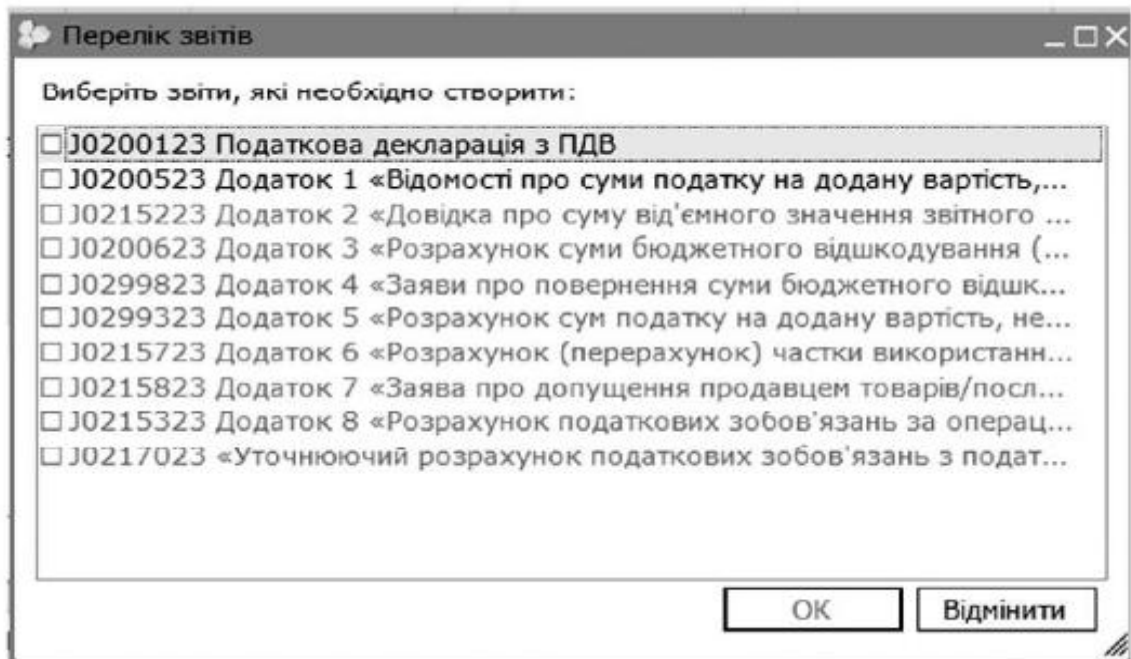 Перелік звітів
Виберіть звіти, які необхідно створити:
J0200123 Податкова декларація з ПДВ
J0200523 Додаток 1 «Відомості про суми податку на додану вартість,...
J0215223 Додаток 2 «Довідка про суму від'ємного значення звітного ...
J0200623 Додаток 3 «Розрахунок суми бюджетного відшкодування (...
J0299823 Додаток 4 «Заяви про повернення суми бюджетного відшк...
J0299323 Додаток 5 «Розрахунок сум податку на додану вартість, не...
J0215723 Додаток 6 «Розрахунок (перерахунок) частки використанн...
J0215823 Додаток 7 «Заява про допущення продавцем товарів/посл...
J0215323 Додаток 8 «Розрахунок податкових зобов'язань за операц...
J0217023 «Уточнюючий розрахунок податкових зобов'язань з подат...
ОК Відмінити